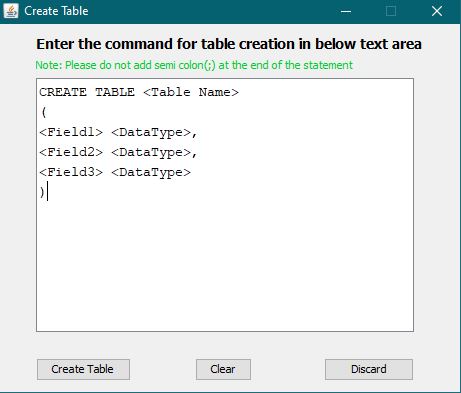 Create Table
Enter the command for table creation in below text area
Note: Please do not add semi colon(;) at the end of the statement
CREATE TABLE <Table Name>
(
<Field1> <DataType>,
<Field2> <DataType>,
<Field3> <DataType>
)
Create Table
Clear
Discard